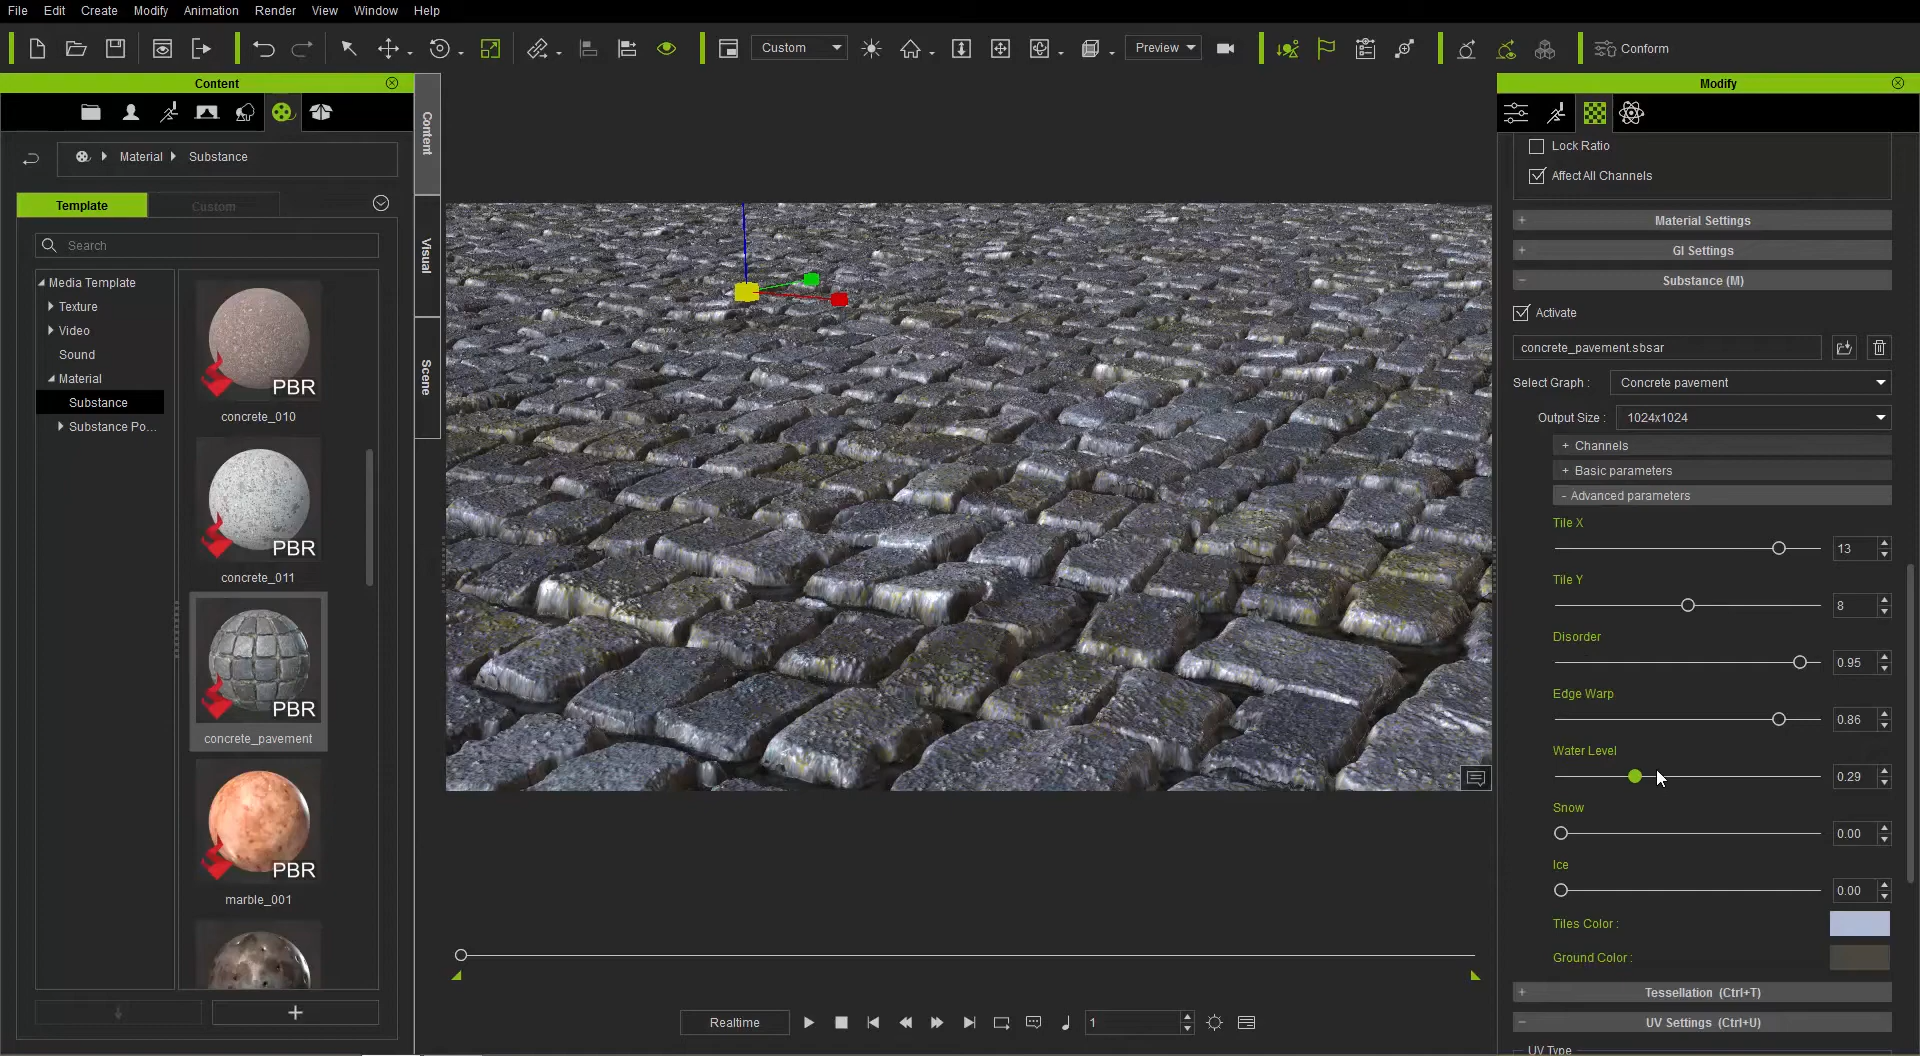 File Edit Create Modify Animation Render View Window Help
Custom Preview Conform
Content
Material Substance
Template Custom
Search
Media Template
Texture
Video
Sound
Material
Substance
Substance Po...
PBR
concrete_010
PBR
concrete_011
PBR
concrete_pavement
PBR
marble_001
Content
Visual
Scene
Realtime 1
Modify
Lock Ratio
Affect All Channels
+ Material Settings
+ GI Settings
− Substance (M)
Activate
concrete_pavement.sbsar
Select Graph : Concrete pavement
Output Size : 1024x1024
+ Channels
+ Basic parameters
- Advanced parameters
Tile X
13
Tile Y
8
Disorder
0.95
Edge Warp
0.86
Water Level
0.29
Snow
0.00
Ice
0.00
Tiles Color :
Ground Color :
+ Tessellation (Ctrl+T)
− UV Settings (Ctrl+U)
UV Type